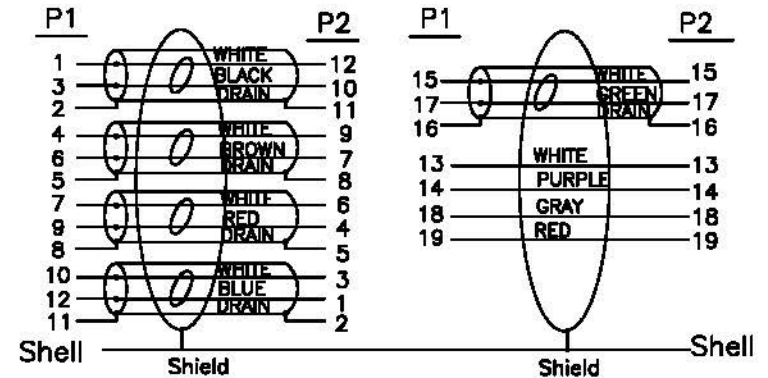 P1 P2 P1 P2
1 WHITE 12
3 BLACK 10
2 DRAIN 11
4 WHITE 9
6 BROWN 7
5 DRAIN 8
7 WHITE 6
9 RED 4
8 DRAIN 5
10 WHITE 3
12 BLUE 1
11 DRAIN 2
15 WHITE 15
17 GREEN 17
16 DRAIN 16
13 WHITE 13
14 PURPLE 14
18 GRAY 18
19 RED 19
Shell Shell
Shield Shield